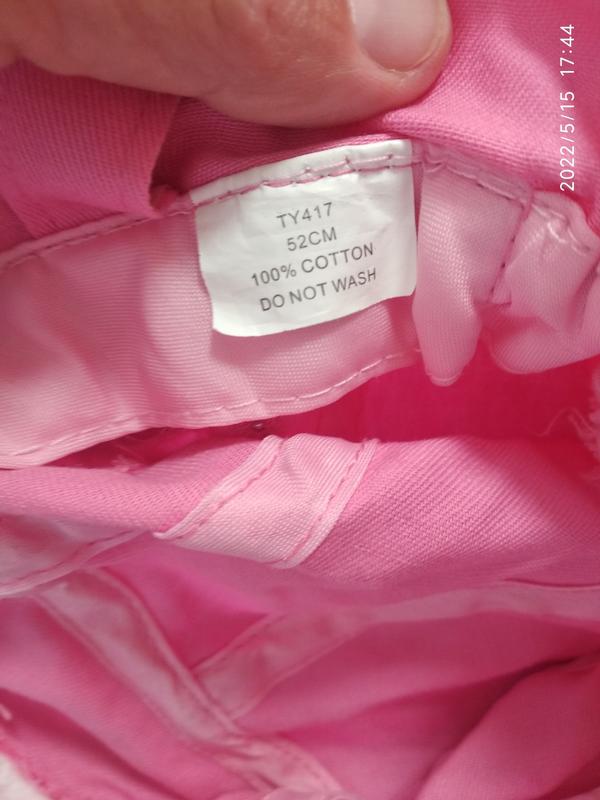 TY417
52CM
100% COTTON
DO NOT WASH
2022/5/15 17:44